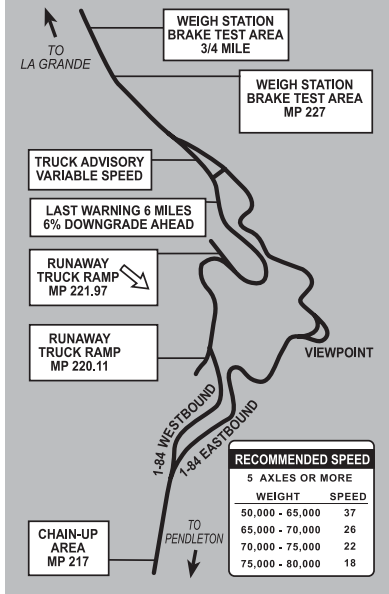 TO
LA GRANDE
WEIGH STATION
BRAKE TEST AREA
3/4 MILE
WEIGH STATION
BRAKE TEST AREA
MP 227
TRUCK ADVISORY
VARIABLE SPEED
LAST WARNING 6 MILES
6% DOWNGRADE AHEAD
RUNAWAY
TRUCK RAMP
MP 221.97
RUNAWAY
TRUCK RAMP
MP 220.11
VIEWPOINT
1-84 WESTBOUND
1-84 EASTBOUND
CHAIN-UP
AREA
MP 217
TO
PENDLETON
RECOMMENDED SPEED
5 AXLES OR MORE
WEIGHT SPEED
50,000 - 65,000 37
65,000 - 70,000 26
70,000 - 75,000 22
75,000 - 80,000 18